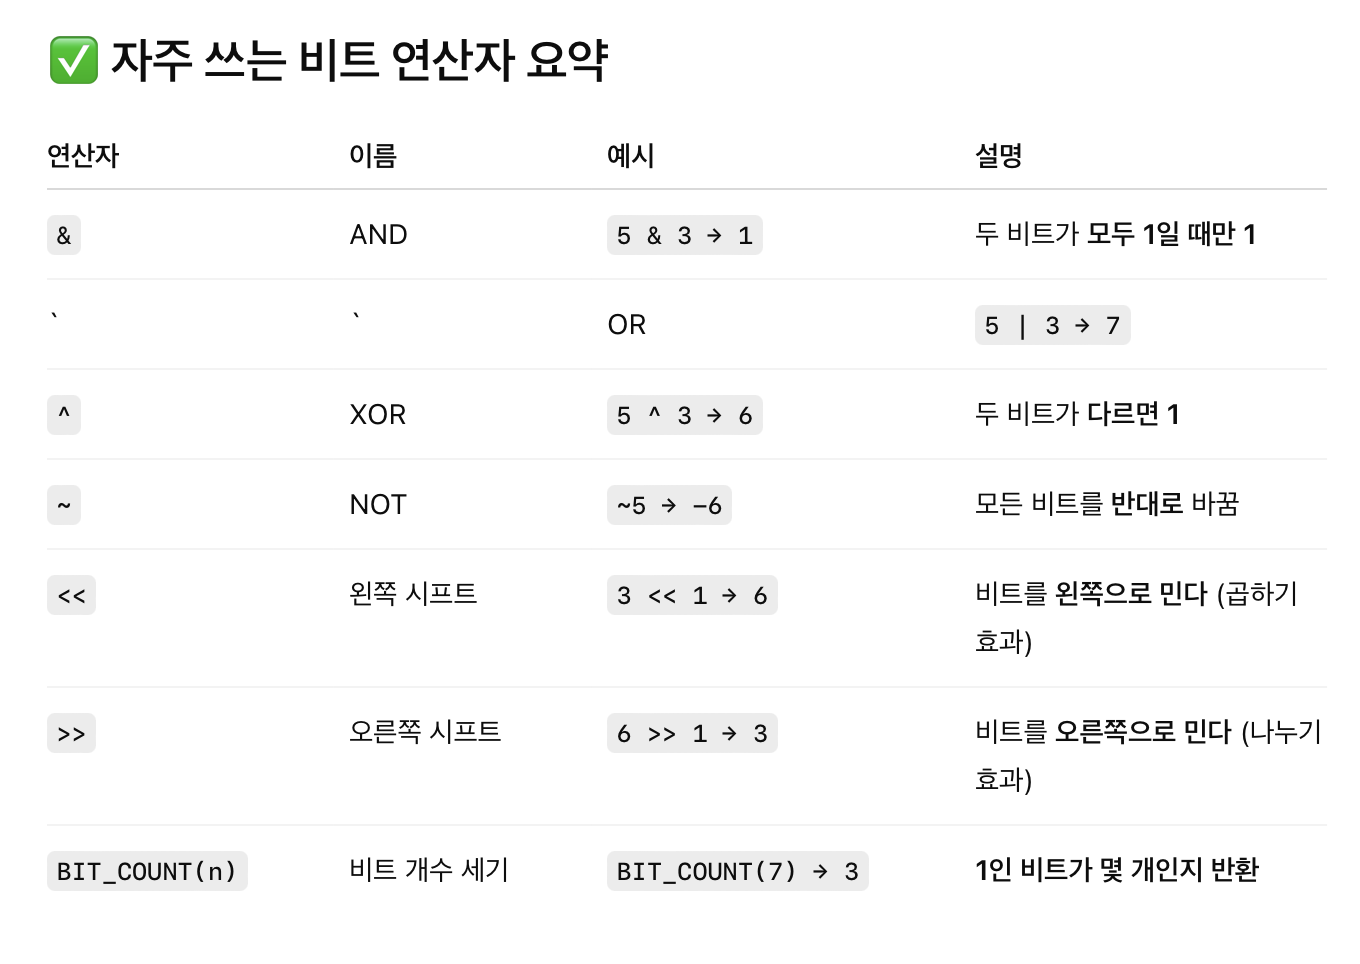 ✅ 자주 쓰는 비트 연산자 요약
연산자 이름 예시 설명
& AND 5 & 3 → 1 두 비트가 모두 1일 때만 1
` ` OR 5 | 3 → 7
^ XOR 5 ^ 3 → 6 두 비트가 다르면 1
~ NOT ~5 → -6 모든 비트를 반대로 바꿈
<< 왼쪽 시프트 3 << 1 → 6 비트를 왼쪽으로 민다 (곱하기
효과)
>> 오른쪽 시프트 6 >> 1 → 3 비트를 오른쪽으로 민다 (나누기
효과)
BIT_COUNT(n) 비트 개수 세기 BIT_COUNT(7) → 3 1인 비트가 몇 개인지 반환